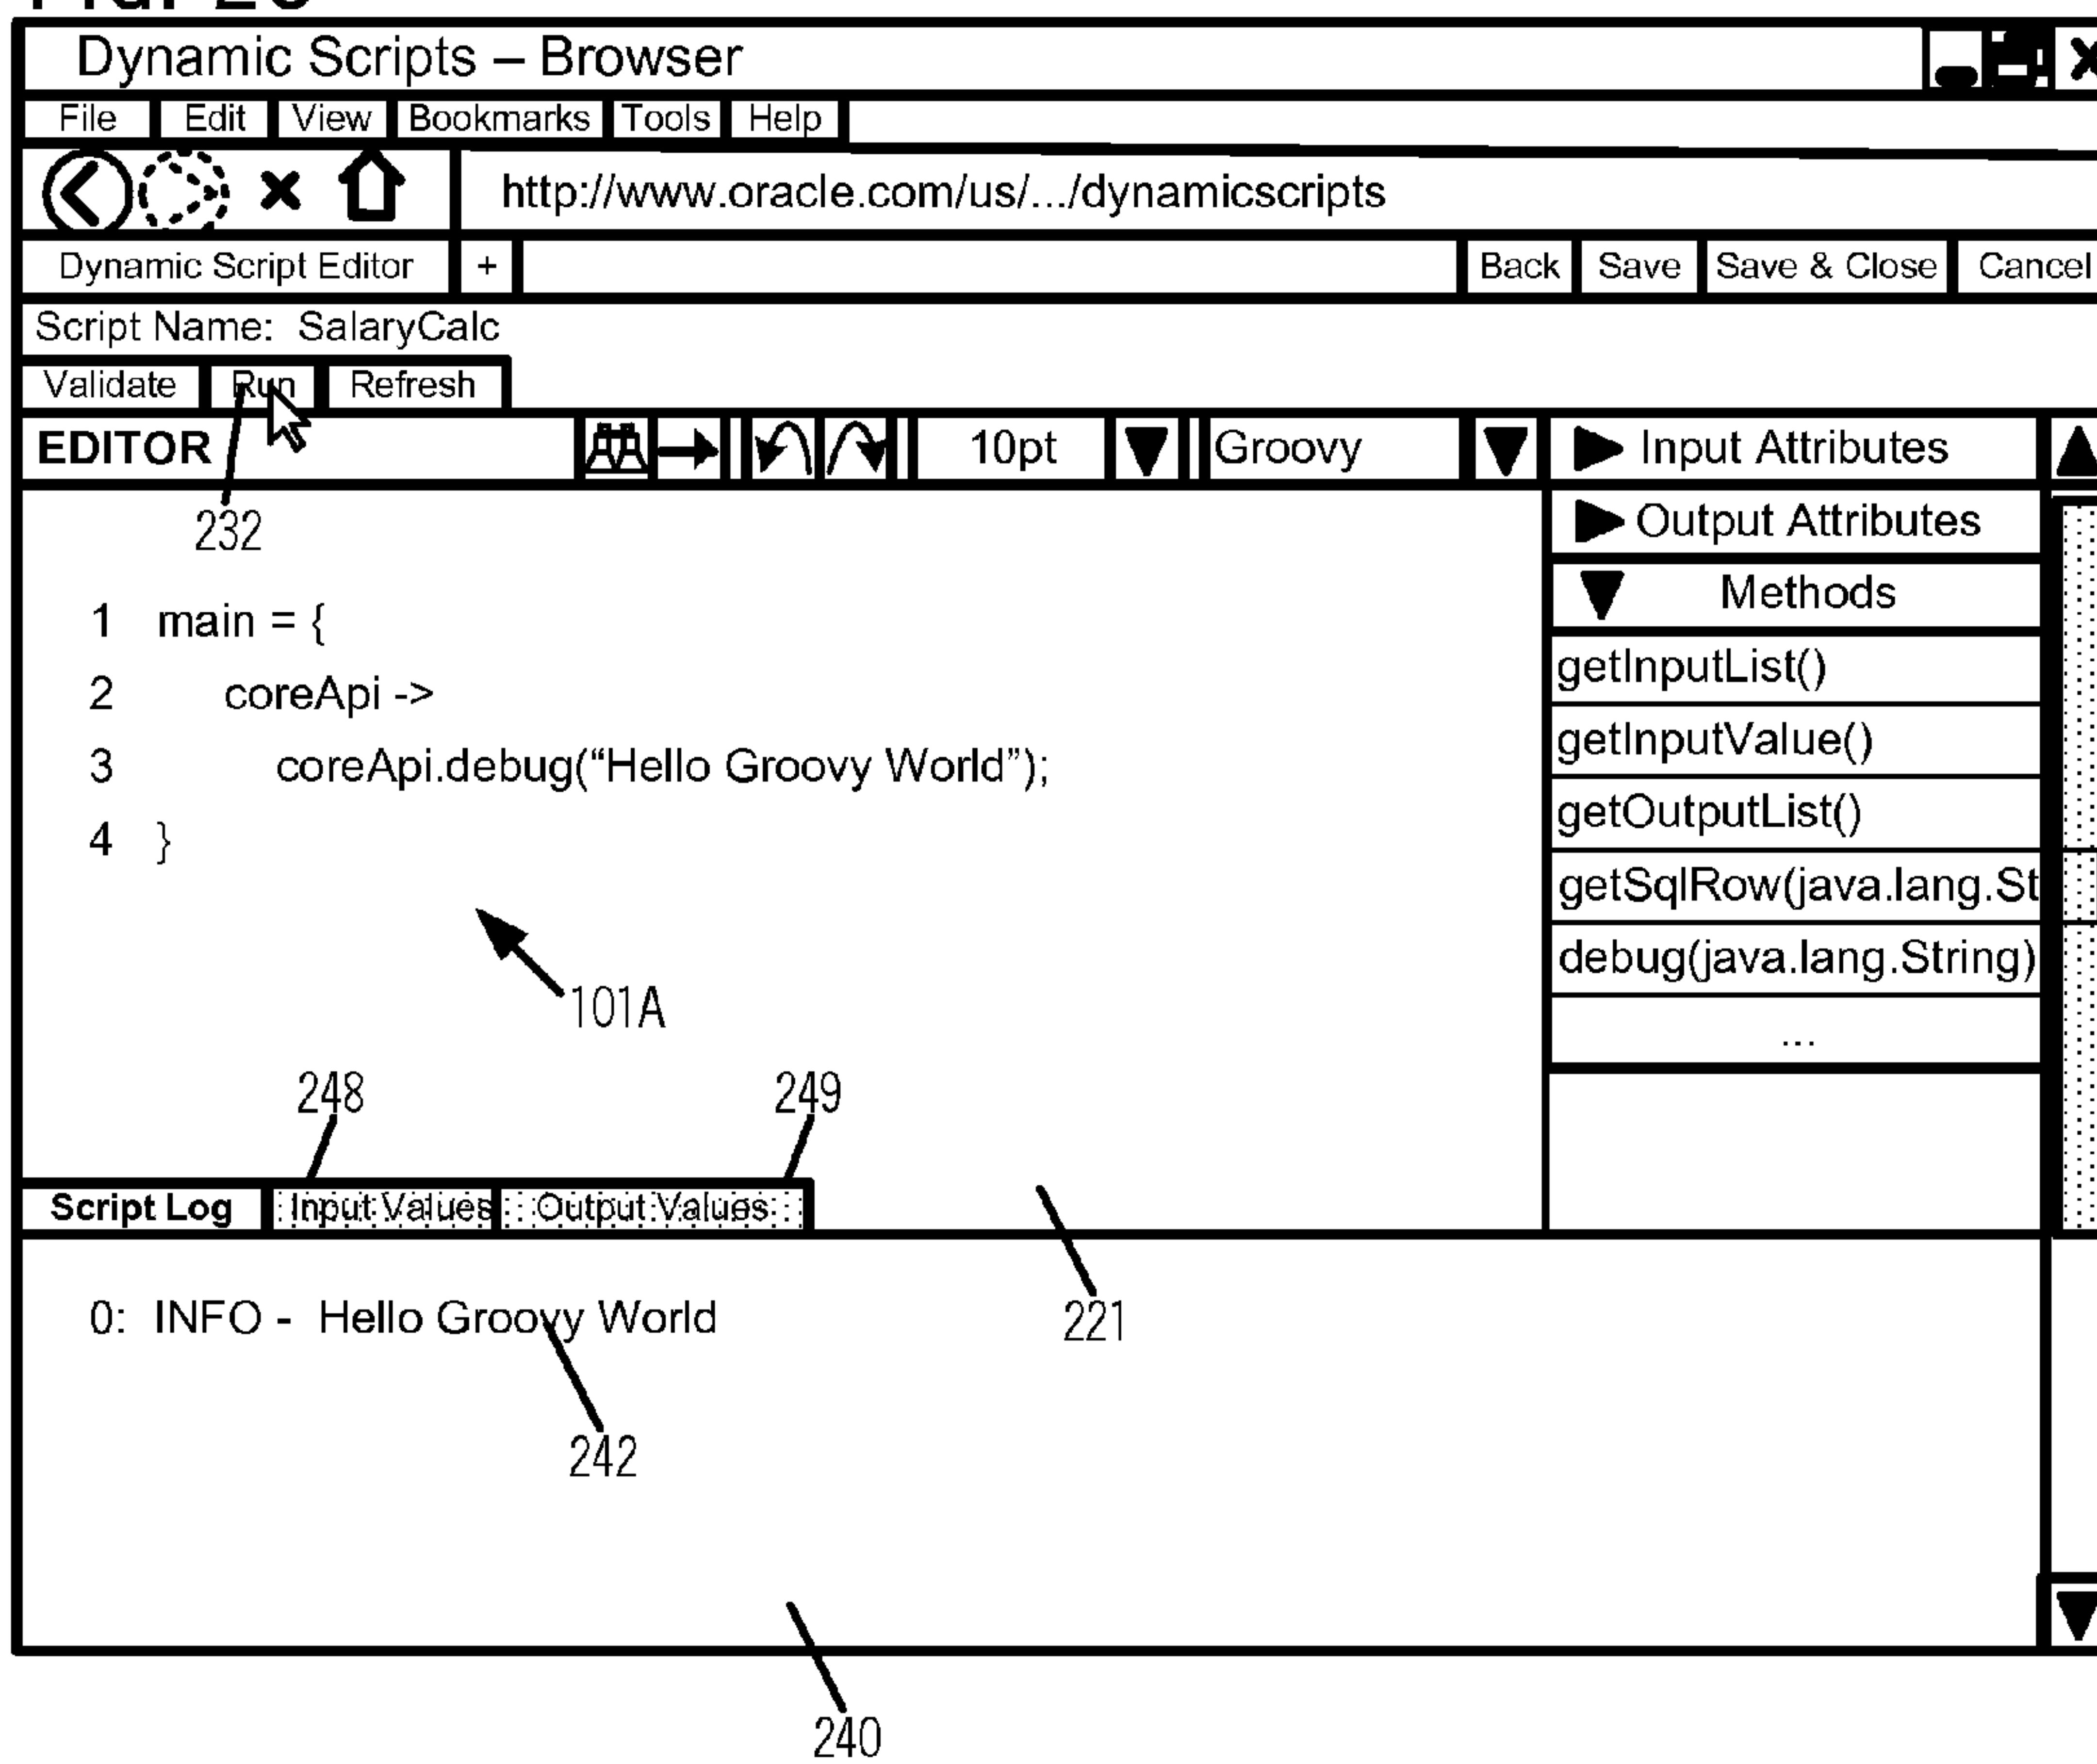 Dynamic Scripts – Browser
File Edit View Bookmarks Tools Help
http://www.oracle.com/us/.../dynamicscripts
Dynamic Script Editor + Back Save Save & Close Cancel
Script Name: SalaryCalc
Validate Run Refresh
EDITOR 10pt Groovy Input Attributes
232
Output Attributes
Methods
1 main = {
getInputList()
2 coreApi ->
getInputValue()
3 coreApi.debug(“Hello Groovy World”);
getOutputList()
4 }
getSqlRow(java.lang.St
debug(java.lang.String)
101A
...
248 249
Script Log Input Values Output Values
0: INFO - Hello Groovy World
221
242
240